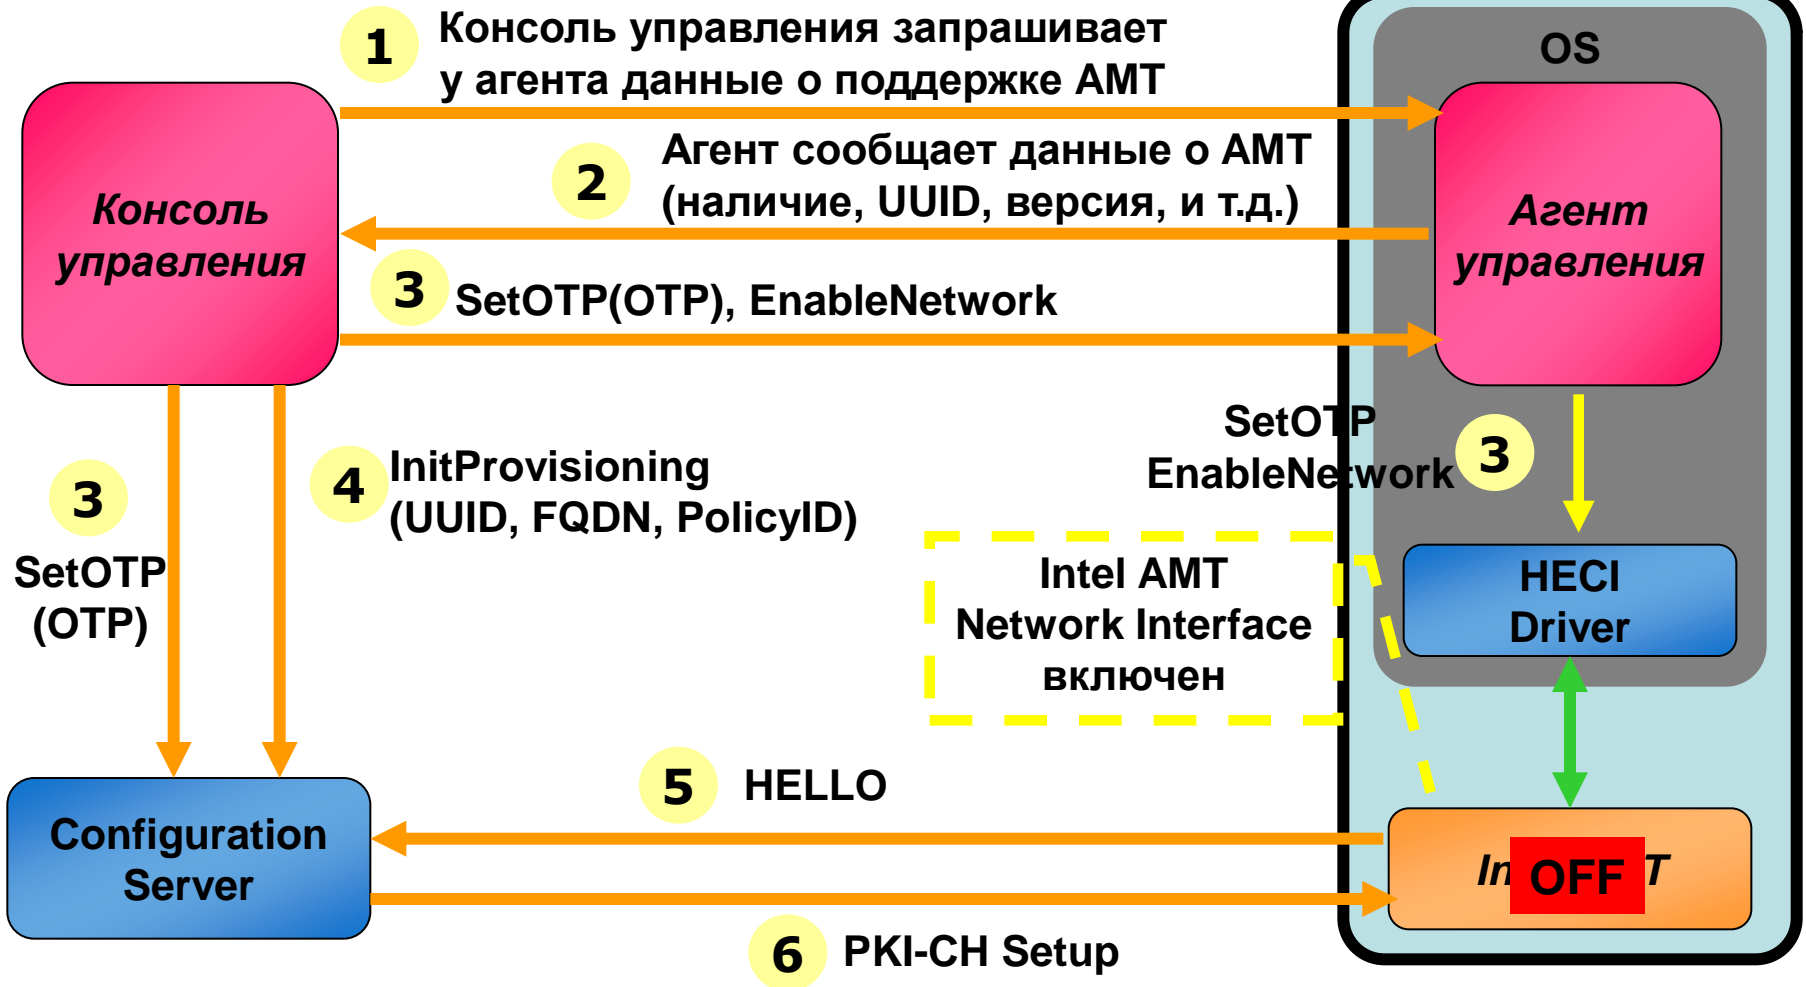 1
Консоль управления запрашивает
у агента данные о поддержке АМТ
OS
2
Агент сообщает данные о АМТ
(наличие, UUID, версия, и т.д.)
Консоль
управления
Агент
управления
3
SetOTP(OTP), EnableNetwork
SetOTP
EnableNetwork
3
3
SetOTP
(OTP)
4
InitProvisioning
(UUID, FQDN, PolicyID)
Intel AMT
Network Interface
включен
HECI
Driver
5
HELLO
Configuration
Server
OFF
6
PKI-CH Setup